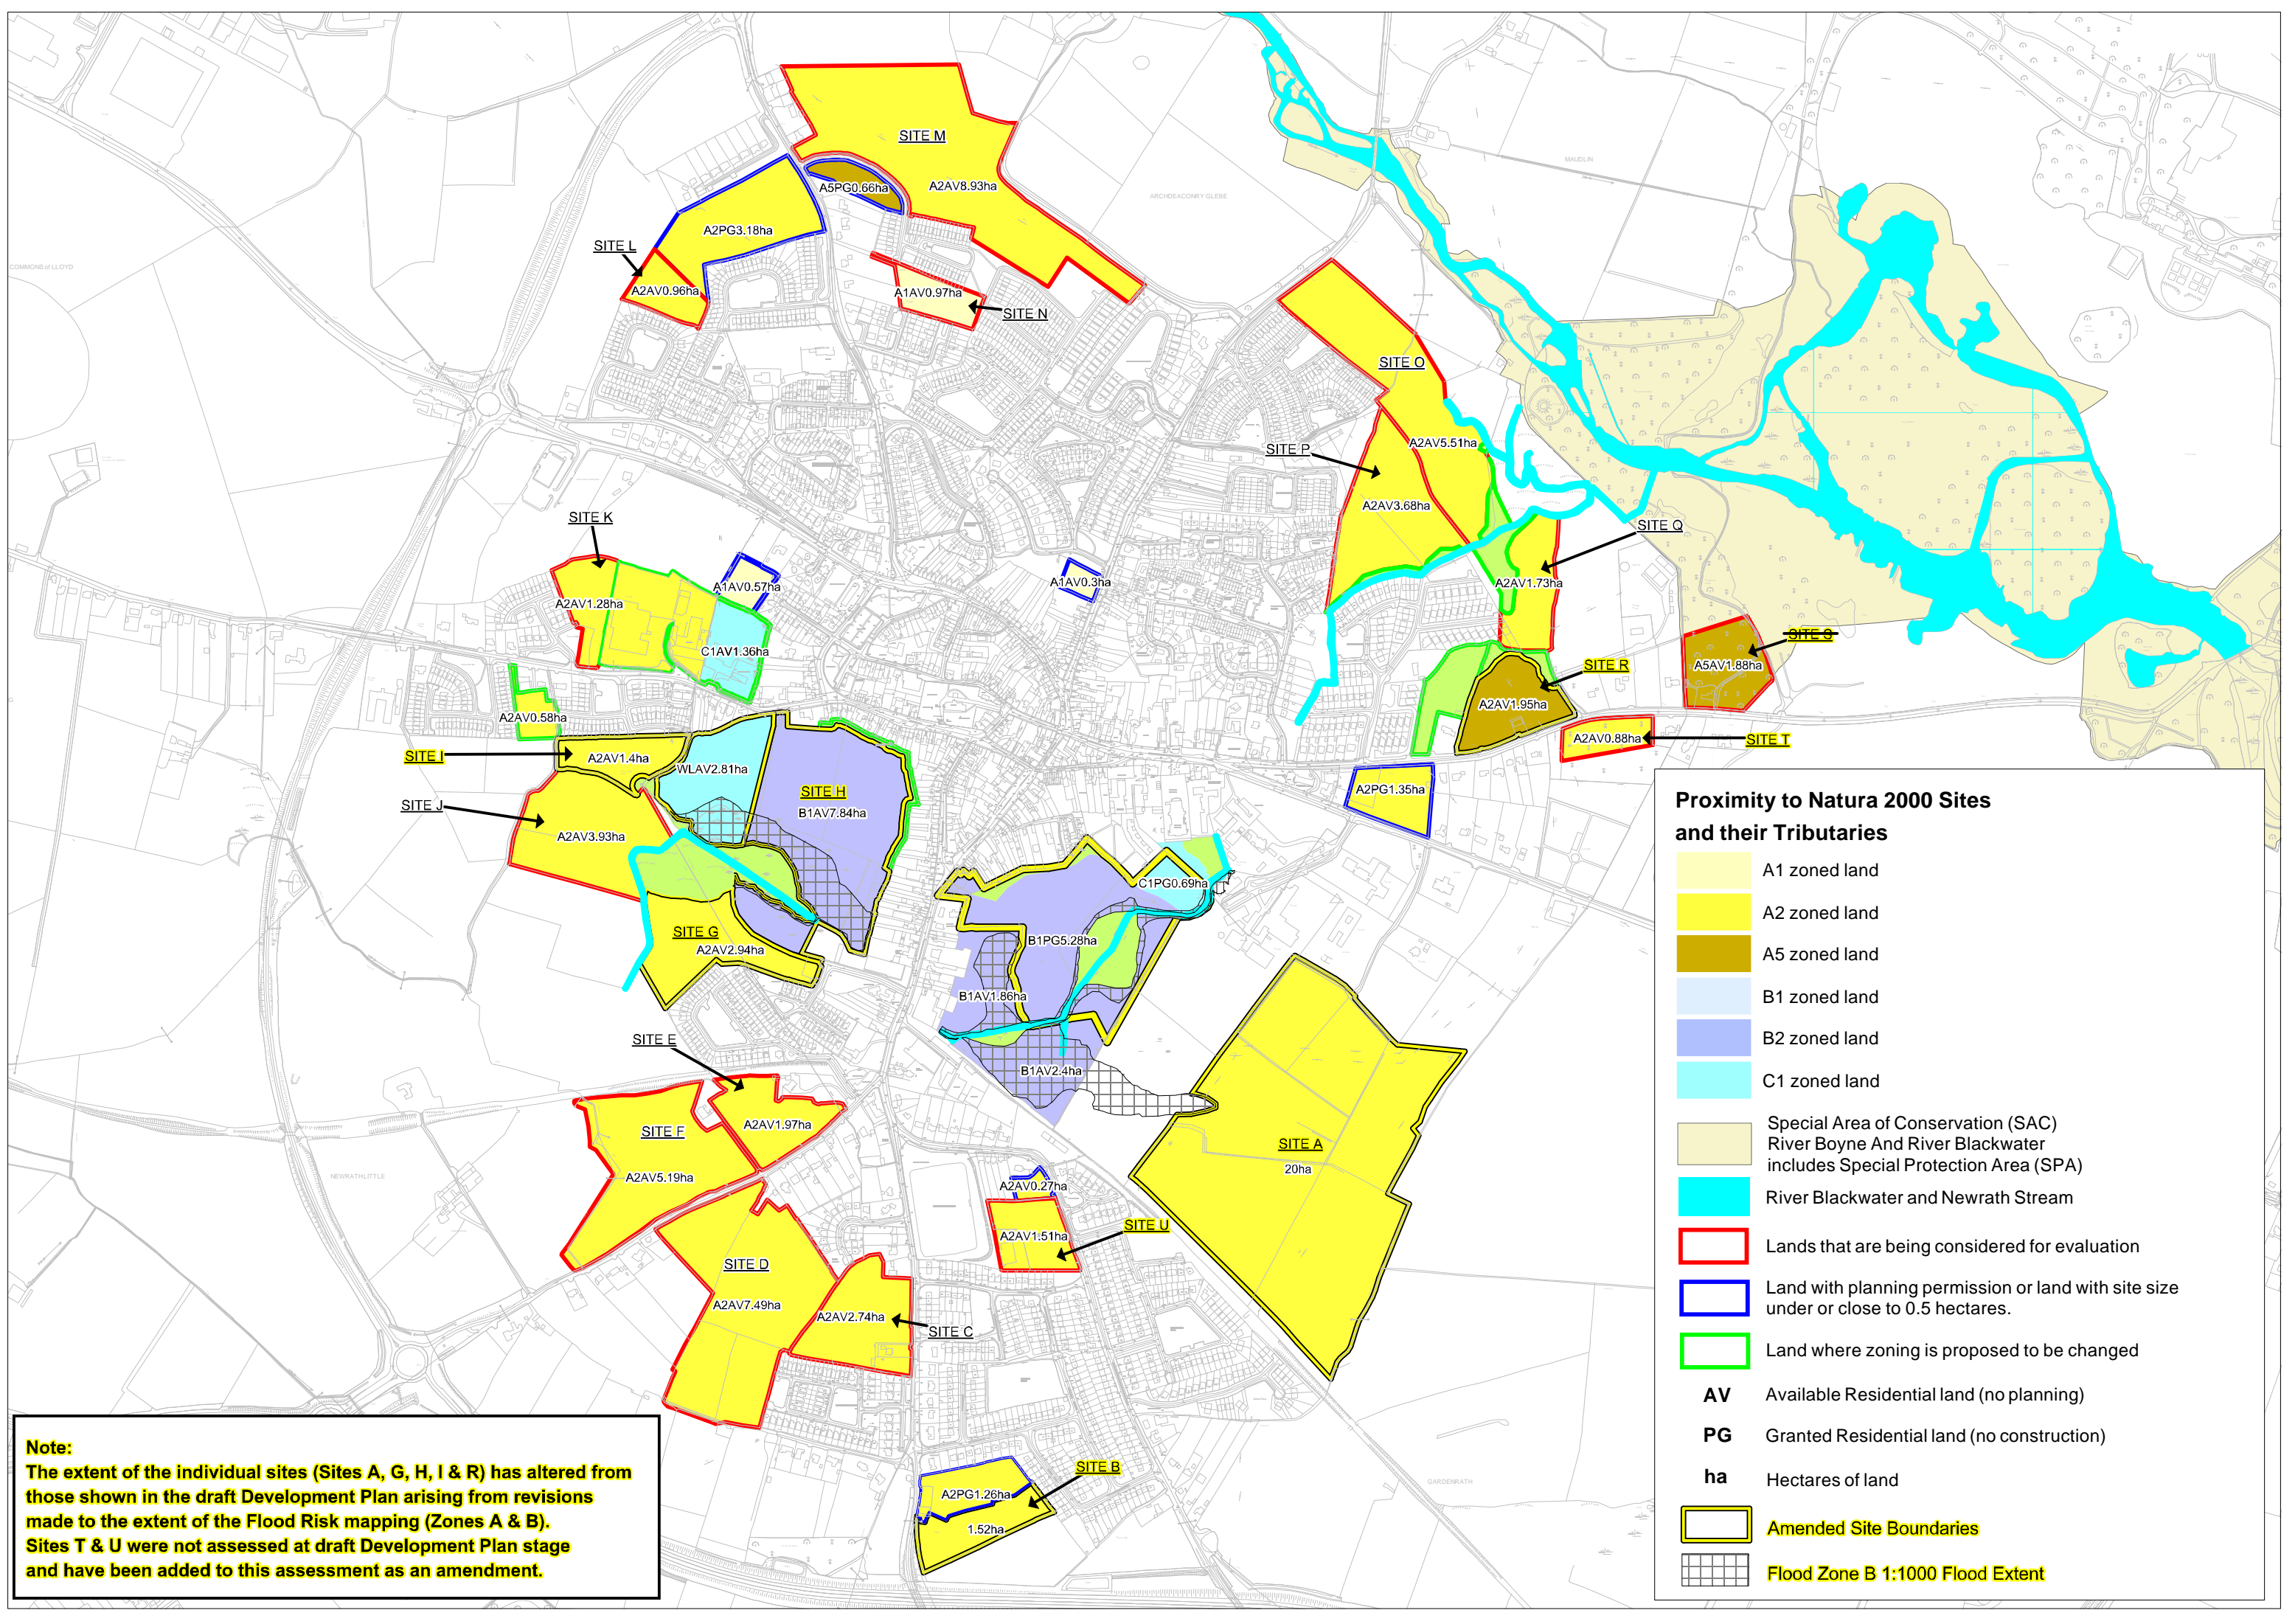 SITE M
MAUDLIN
A5PG0.66ha
A2AV8.93ha
ARCHDEACONRY GLEBE
A2PG3.18ha
SITE L
COMMONS of LLOYD
A2AV0.96ha
A1AV0.97ha
SITE N
SITE O
A2AV5.51ha
SITE P
A2AV3.68ha
SITE K
SITE Q
A2AV1.28ha
A1AV0.57ha
A1AV0.3ha
A2AV1.73ha
C1AV1.36ha
SITE S
A5AV1.88ha
SITE R
A2AV1.95ha
A2AV0.58ha
A2AV0.88ha
SITE T
SITE I
A2AV1.4ha
WLAV2.81ha
SITE H
B1AV7.84ha
SITE J
A2AV3.93ha
A2PG1.35ha
C1PG0.69ha
SITE G
A2AV2.94ha
B1PG5.28ha
B1AV1.86ha
SITE E
B1AV2.4ha
A2AV1.97ha
SITE F
A2AV5.19ha
NEWRATHLITTLE
SITE A
20ha
A2AV0.27ha
SITE U
A2AV1.51ha
SITE D
A2AV7.49ha
A2AV2.74ha
SITE C
SITE B
A2PG1.26ha
1.52ha
GARDENRATH
Proximity to Natura 2000 Sites
and their Tributaries
A1 zoned land
A2 zoned land
A5 zoned land
B1 zoned land
B2 zoned land
C1 zoned land
Special Area of Conservation (SAC)
River Boyne And River Blackwater
includes Special Protection Area (SPA)
River Blackwater and Newrath Stream
Lands that are being considered for evaluation
Land with planning permission or land with site size
under or close to 0.5 hectares.
Land where zoning is proposed to be changed
AV Available Residential land (no planning)
PG Granted Residential land (no construction)
ha Hectares of land
Amended Site Boundaries
Flood Zone B 1:1000 Flood Extent
Note:
The extent of the individual sites (Sites A, G, H, I & R) has altered from
those shown in the draft Development Plan arising from revisions
made to the extent of the Flood Risk mapping (Zones A & B).
Sites T & U were not assessed at draft Development Plan stage
and have been added to this assessment as an amendment.